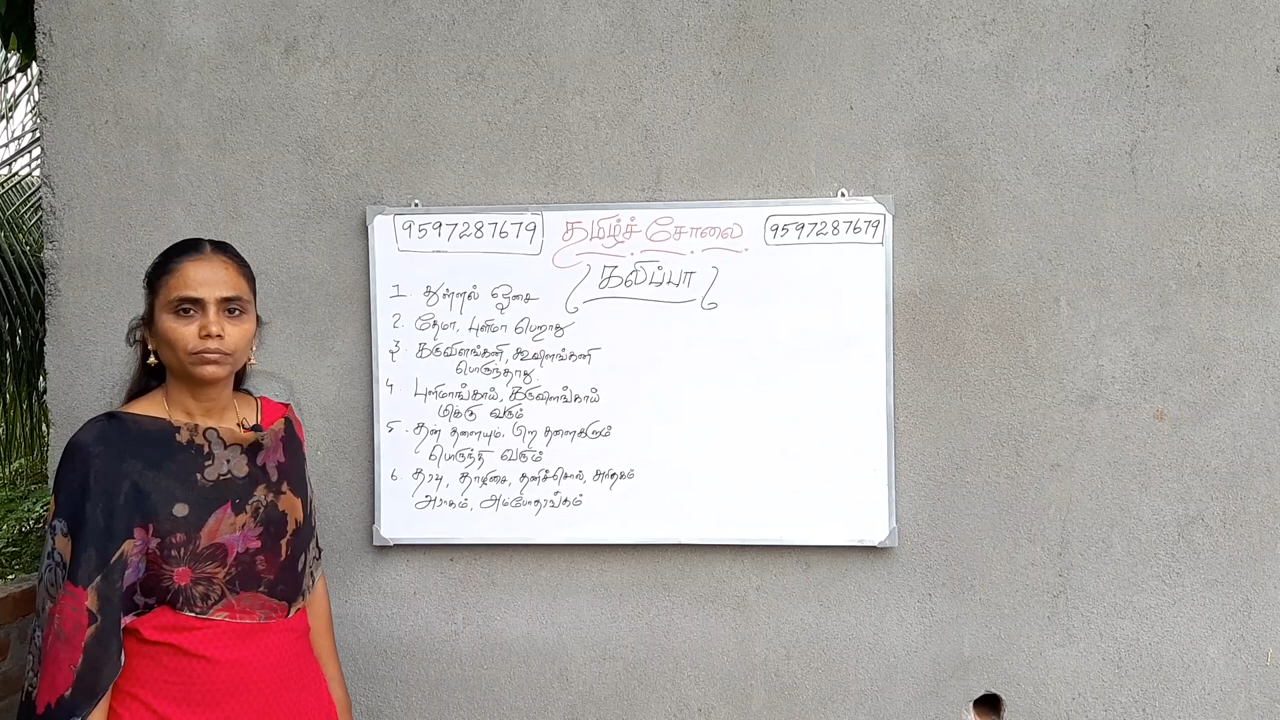 9597287679 தமிழ்ச் சோலை 9597287679
கலிப்பா
1. துள்ளல் ஓசை
2. தேமா, புளிமா பெறாது
3. கருவிளங்கனி, கூவிளங்கனி
பொருந்தாது.
4 புளிமாங்காய், கருவிளங்காய்
மிக்கு வரும்
5. தன் தளையும், பிற தளைகளும்
பொருந்தி வரும்
6. தரவு, தாழிசை, தனிச்சொல், சுரிதகம்
அராகம், அம்போதரங்கம்